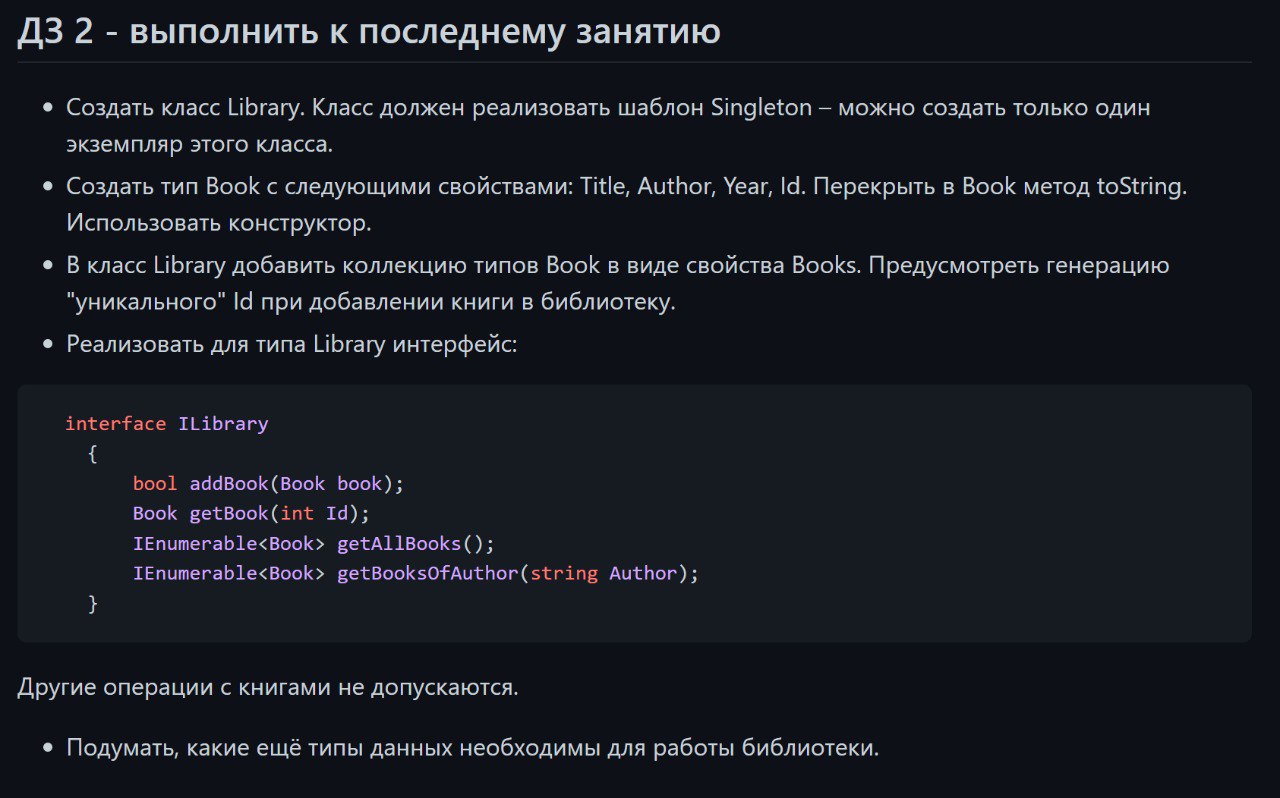 ДЗ 2 - выполнить к последнему занятию
• Создать класс Library. Класс должен реализовать шаблон Singleton – можно создать только один
экземпляр этого класса.
• Создать тип Book с следующими свойствами: Title, Author, Year, Id. Перекрыть в Book метод toString.
Использовать конструктор.
• В класс Library добавить коллекцию типов Book в виде свойства Books. Предусмотреть генерацию
"уникального" Id при добавлении книги в библиотеку.
• Реализовать для типа Library интерфейс:
interface ILibrary
{
bool addBook(Book book);
Book getBook(int Id);
IEnumerable<Book> getAllBooks();
IEnumerable<Book> getBooksOfAuthor(string Author);
}
Другие операции с книгами не допускаются.
• Подумать, какие ещё типы данных необходимы для работы библиотеки.